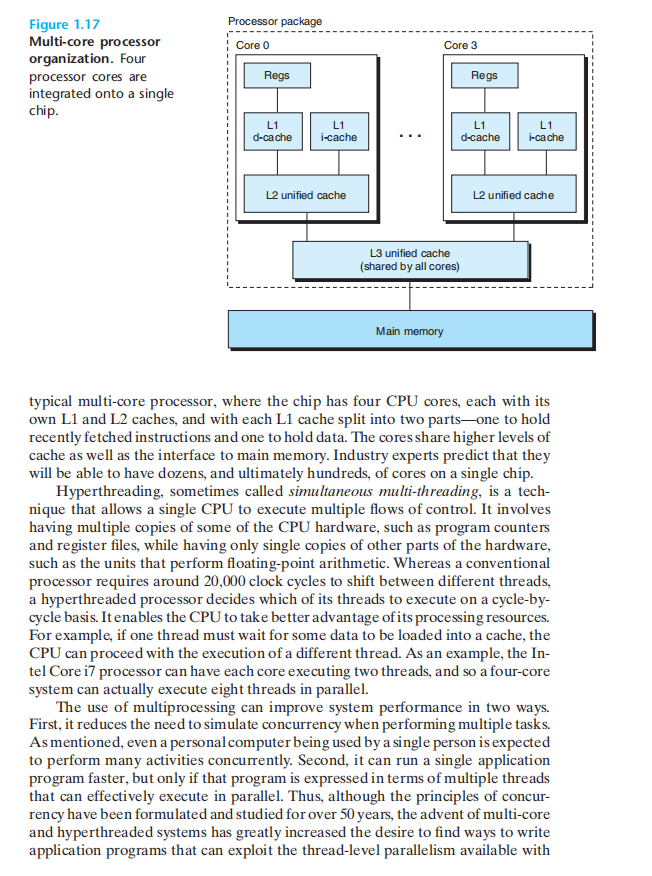 Figure 1.17
Multi-core processor
organization. Four
processor cores are
integrated onto a single
chip.
Processor package
Core 0
Core 3
Regs
Regs
L1
d-cache
L1
i-cache
. . .
L1
d-cache
L1
i-cache
L2 unified cache
L2 unified cache
L3 unified cache
(shared by all cores)
Main memory
typical multi-core processor, where the chip has four CPU cores, each with its
own L1 and L2 caches, and with each L1 cache split into two parts—one to hold
recently fetched instructions and one to hold data. The cores share higher levels of
cache as well as the interface to main memory. Industry experts predict that they
will be able to have dozens, and ultimately hundreds, of cores on a single chip.
Hyperthreading, sometimes called simultaneous multi-threading, is a tech-
nique that allows a single CPU to execute multiple flows of control. It involves
having multiple copies of some of the CPU hardware, such as program counters
and register files, while having only single copies of other parts of the hardware,
such as the units that perform floating-point arithmetic. Whereas a conventional
processor requires around 20,000 clock cycles to shift between different threads,
a hyperthreaded processor decides which of its threads to execute on a cycle-by-
cycle basis. It enables the CPU to take better advantage of its processing resources.
For example, if one thread must wait for some data to be loaded into a cache, the
CPU can proceed with the execution of a different thread. As an example, the In-
tel Core i7 processor can have each core executing two threads, and so a four-core
system can actually execute eight threads in parallel.
The use of multiprocessing can improve system performance in two ways.
First, it reduces the need to simulate concurrency when performing multiple tasks.
As mentioned, even a personal computer being used by a single person is expected
to perform many activities concurrently. Second, it can run a single application
program faster, but only if that program is expressed in terms of multiple threads
that can effectively execute in parallel. Thus, although the principles of concur-
rency have been formulated and studied for over 50 years, the advent of multi-core
and hyperthreaded systems has greatly increased the desire to find ways to write
application programs that can exploit the thread-level parallelism available with